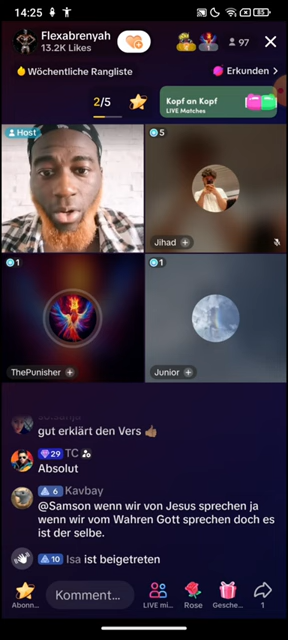 14:25
85
Flexabrenyah
13.2K Likes
97
Wöchentliche Rangliste
Erkunden >
2/5
Kopf an Kopf
LIVE Matches
Host
5
Jihad +
1
ThePunisher +
1
Junior +
gut erklärt den Vers 👍🏽
29 TC
Absolut
6 Kavbay
@Samson wenn wir von Jesus sprechen ja
wenn wir vom Wahren Gott sprechen doch es
ist der selbe.
10 Isa ist beigetreten
Komment...
Abonn...
LIVE mi...
Rose
Gesche...
1